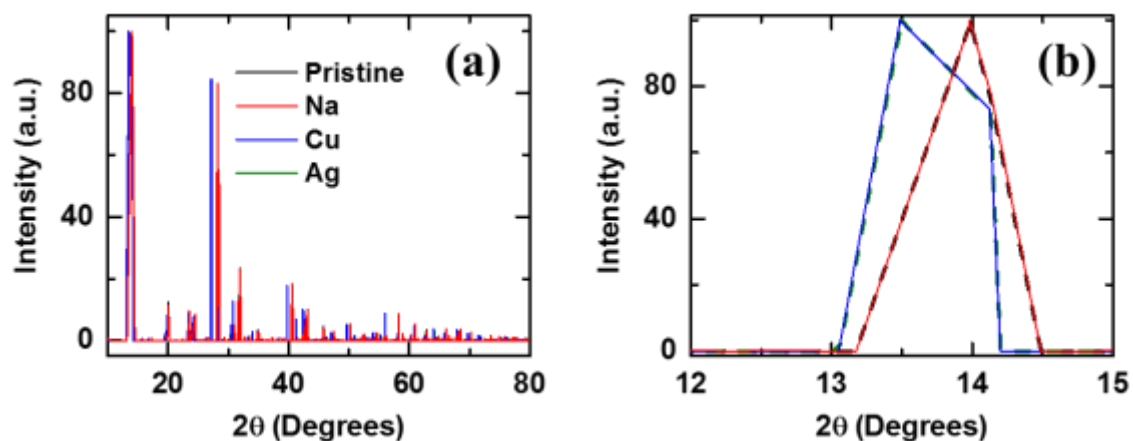 (a)
Pristine
Na
Cu
Ag
Intensity (a.u.)
80
40
0
20 40 60 80
2θ (Degrees)
(b)
Intensity (a.u.)
80
40
0
12 13 14 15
2θ (Degrees)